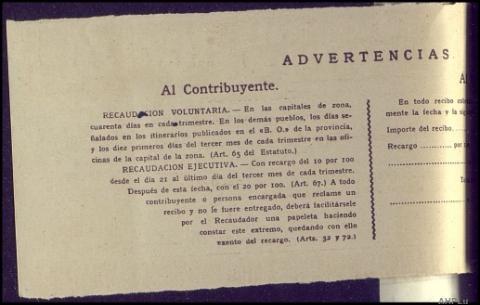 ADVERTENCIAS
Al Contribuyente.
RECAUDACION VOLUNTARIA. — En las capitales de zona,
cuarenta días en cada trimestre. En los demás pueblos, los días se-
ñalados en los itinerarios publicados en el «B. O.» de la provincia,
y los diez primeros días del tercer mes de cada trimestre en las ofi-
cinas de la capital de la zona. (Art. 65 del Estatuto.)
RECAUDACION EJECUTIVA. — Con recargo del 10 por 100
desde el día 21 al último día del tercer mes de cada trimestre.
Después de esta fecha, con el 20 por 100. (Art. 67.) A todo
contribuyente o persona encargada que reclame un
recibo y no le fuere entregado, deberá facilitársele
por el Recaudador una papeleta haciendo
constar este extremo, quedando con ello
exento del recargo. (Arts. 32 y 72.)
En todo recibo
mente la fecha y la
Importe del recibo
Recargo